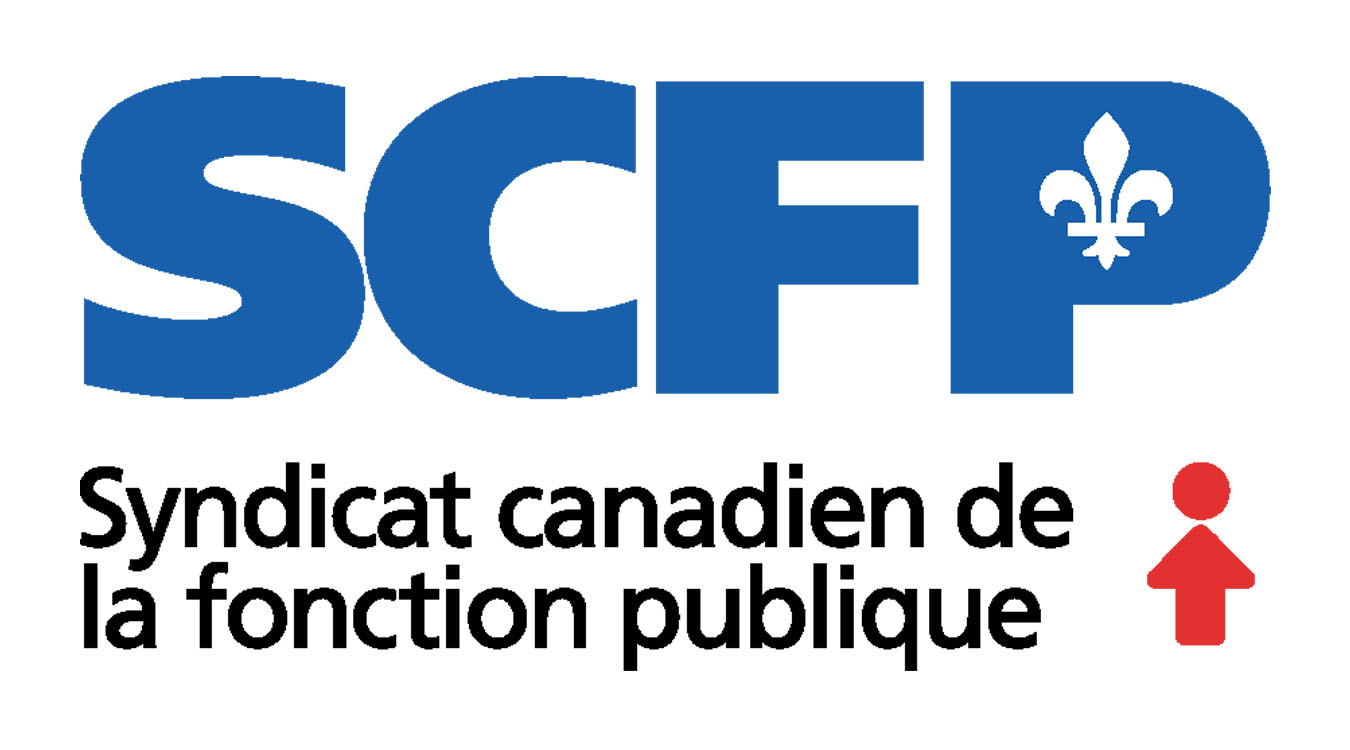 SCFP
Syndicat canadien de
la fonction publique